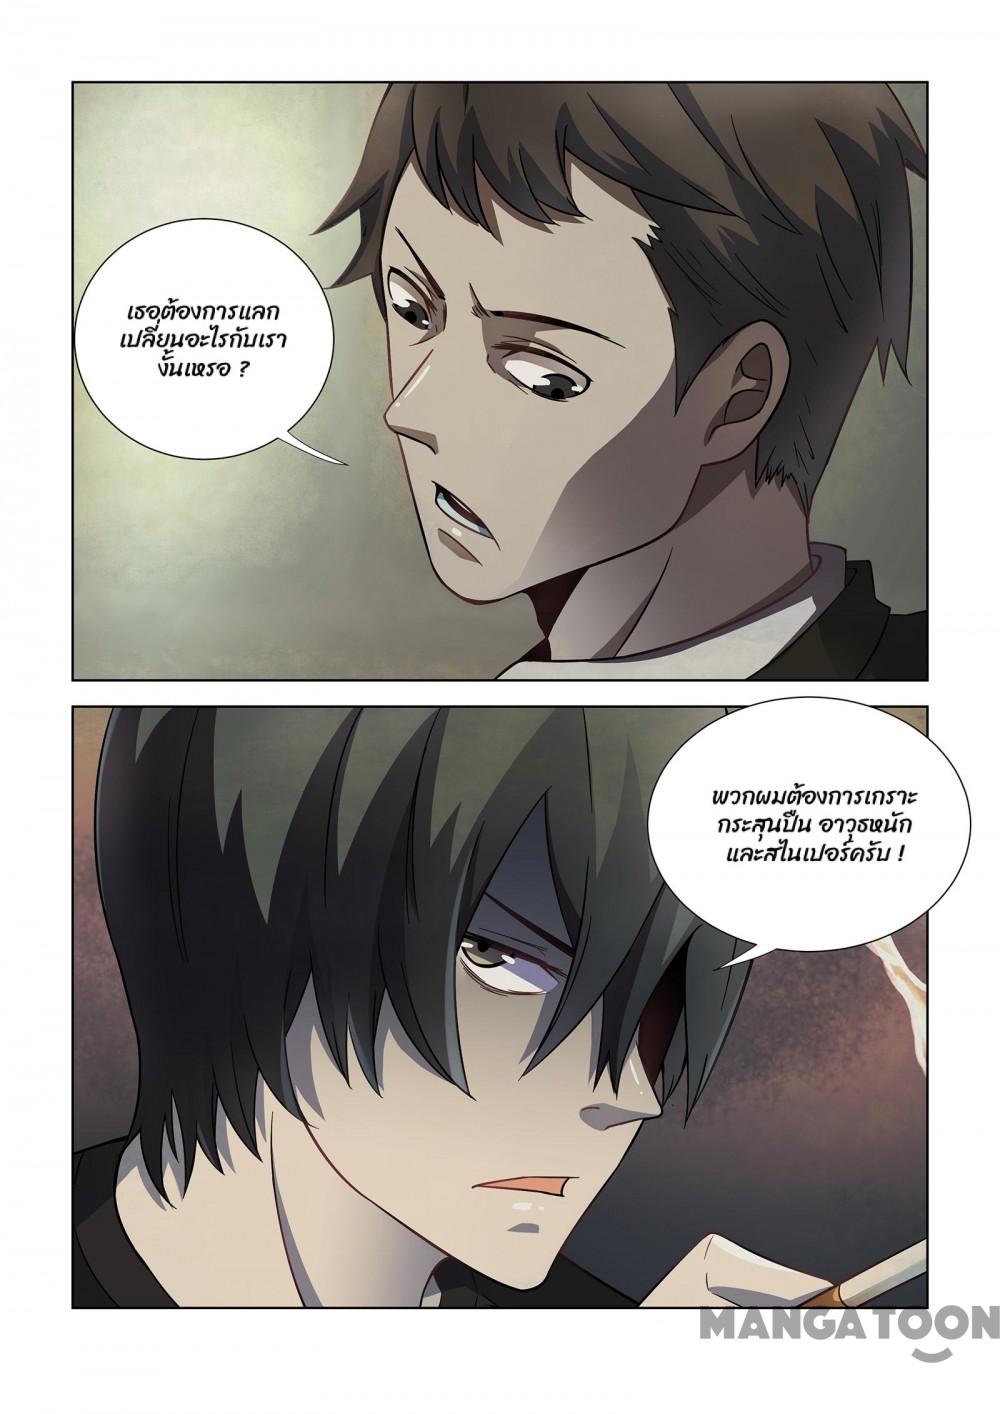 เธอต้องการแลก
เปลี่ยนอะไรกับเรา
งั้นเหรอ ?
พวกผมต้องการเกราะ
กระสุนปืน อาวุธหนัก
และสไนเปอร์ครับ !
MANGATOON